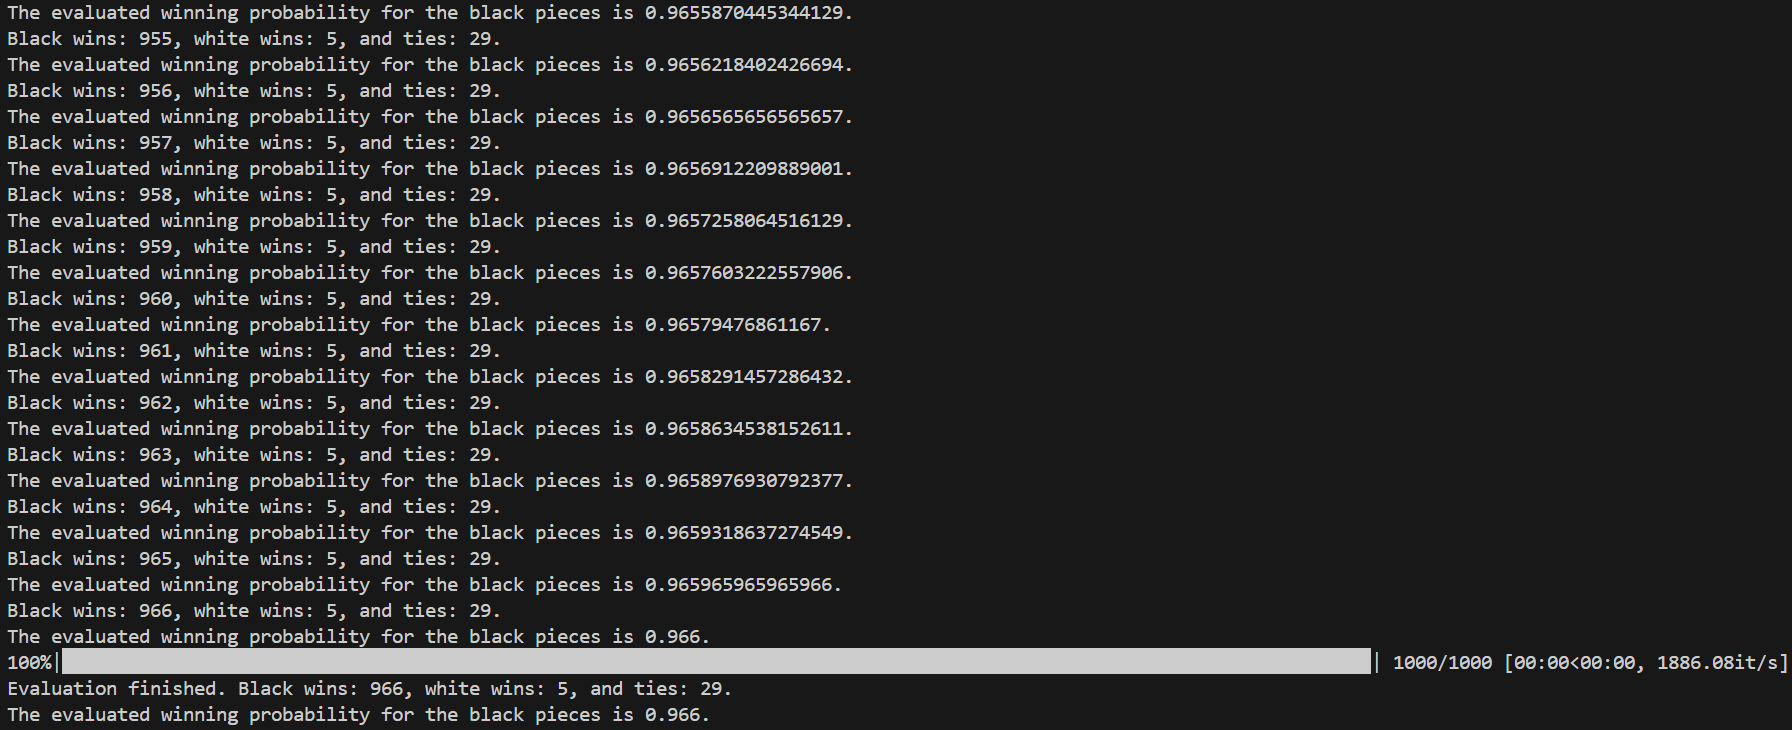 The evaluated winning probability for the black pieces is 0.9655870445344129.
Black wins: 955, white wins: 5, and ties: 29.
The evaluated winning probability for the black pieces is 0.9656218402426694.
Black wins: 956, white wins: 5, and ties: 29.
The evaluated winning probability for the black pieces is 0.9656565656565657.
Black wins: 957, white wins: 5, and ties: 29.
The evaluated winning probability for the black pieces is 0.9656912209889001.
Black wins: 958, white wins: 5, and ties: 29.
The evaluated winning probability for the black pieces is 0.9657258064516129.
Black wins: 959, white wins: 5, and ties: 29.
The evaluated winning probability for the black pieces is 0.9657603222557906.
Black wins: 960, white wins: 5, and ties: 29.
The evaluated winning probability for the black pieces is 0.96579476861167.
Black wins: 961, white wins: 5, and ties: 29.
The evaluated winning probability for the black pieces is 0.9658291457286432.
Black wins: 962, white wins: 5, and ties: 29.
The evaluated winning probability for the black pieces is 0.9658634538152611.
Black wins: 963, white wins: 5, and ties: 29.
The evaluated winning probability for the black pieces is 0.9658976930792377.
Black wins: 964, white wins: 5, and ties: 29.
The evaluated winning probability for the black pieces is 0.9659318637274549.
Black wins: 965, white wins: 5, and ties: 29.
The evaluated winning probability for the black pieces is 0.965965965965966.
Black wins: 966, white wins: 5, and ties: 29.
The evaluated winning probability for the black pieces is 0.966.
100%| | 1000/1000 [00:00<00:00, 1886.08it/s]
Evaluation finished. Black wins: 966, white wins: 5, and ties: 29.
The evaluated winning probability for the black pieces is 0.966.